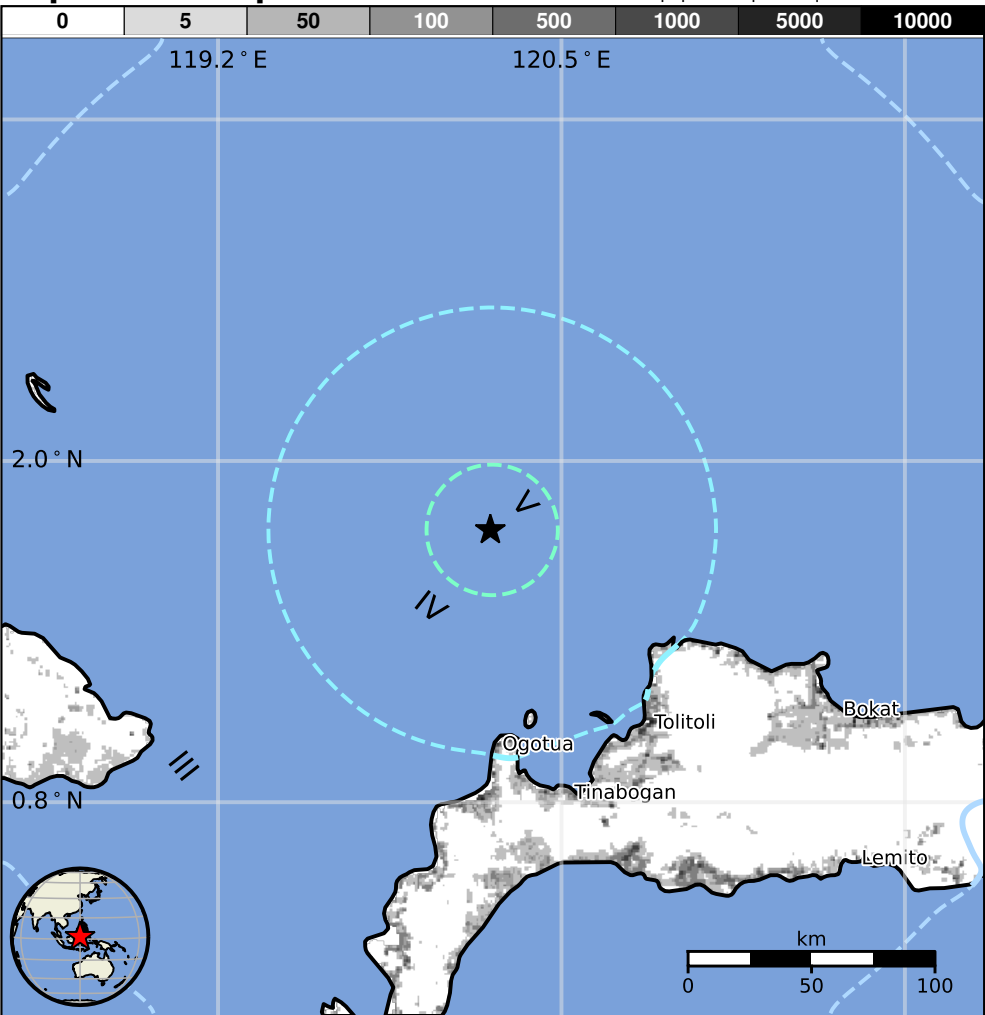 0 5 50 100 500 1000 5000 10000
119.2°E 120.5°E
2.0°N
V
IV
Tolitoli
Bokat
Ogotua
III
Tinabogan
0.8°N
Lemito
km
0 50 100